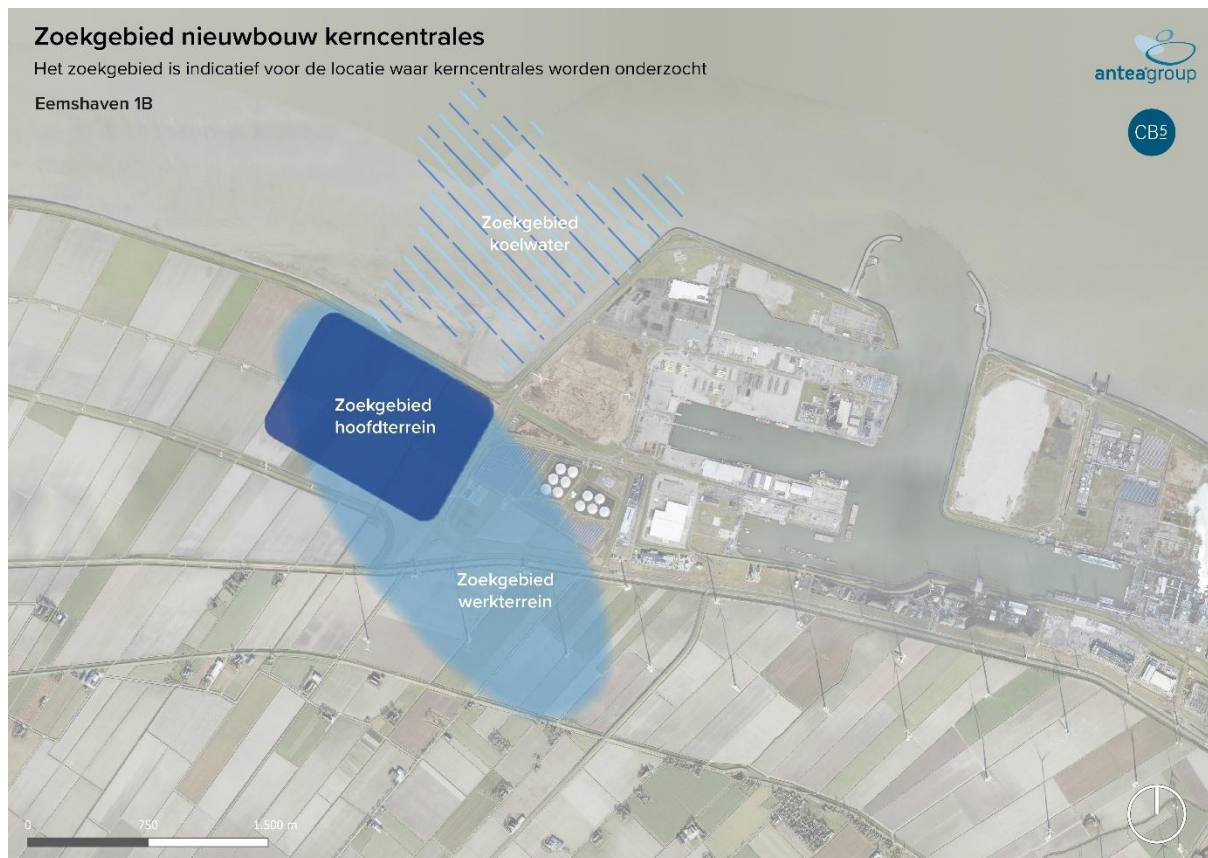 Zoekgebied nieuwbouw kerncentrales
Het zoekgebied is indicatief voor de locatie waar kerncentrales worden onderzocht
Eemshaven 1B
anteagroup
CB5
Zoekgebied
koelwater
Zoekgebied
hoofdterrein
Zoekgebied
werkterrein
0 750 1.500 m